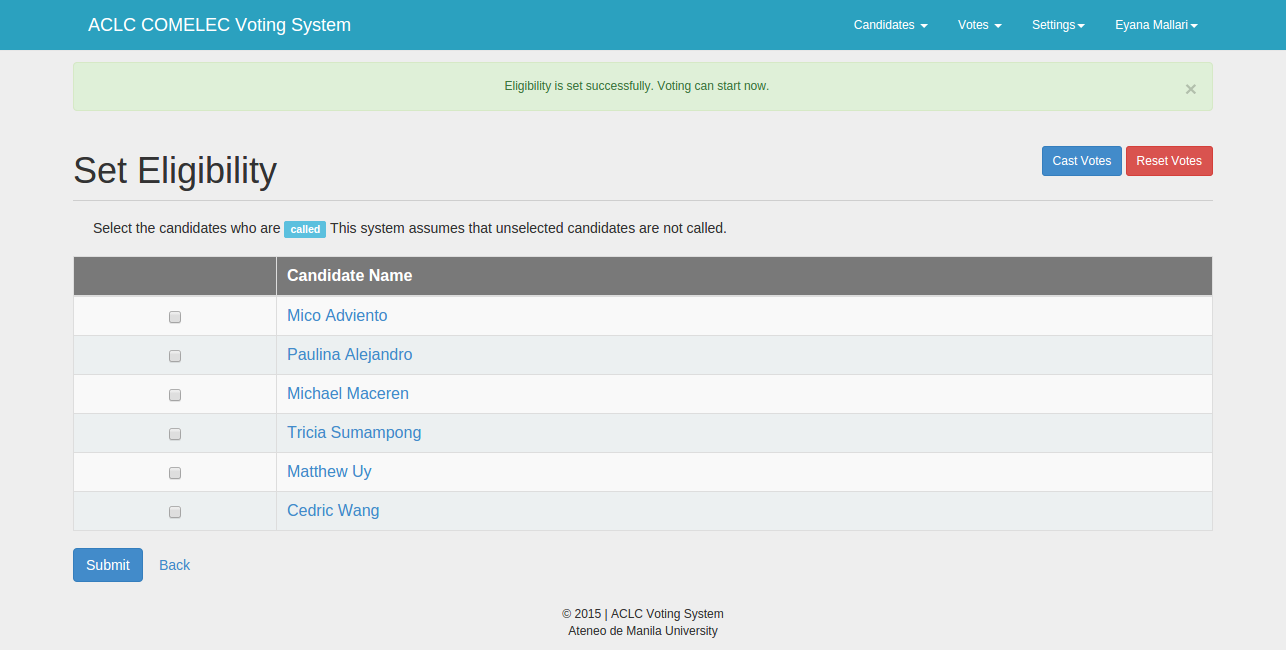 ACLC COMELEC Voting System Candidates Votes Settings Eyana Mallari
Eligibility is set successfully. Voting can start now. ×
Set Eligibility Cast Votes Reset Votes
Select the candidates who are called This system assumes that unselected candidates are not called.
Candidate Name
Mico Adviento
Paulina Alejandro
Michael Maceren
Tricia Sumampong
Matthew Uy
Cedric Wang
Submit Back
© 2015 | ACLC Voting System
Ateneo de Manila University